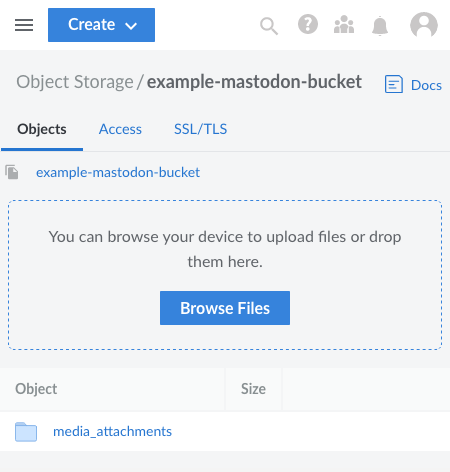 Create
Object Storage / example-mastodon-bucket
Docs
Objects Access SSL/TLS
example-mastodon-bucket
You can browse your device to upload files or drop
them here.
Browse Files
Object Size
media_attachments